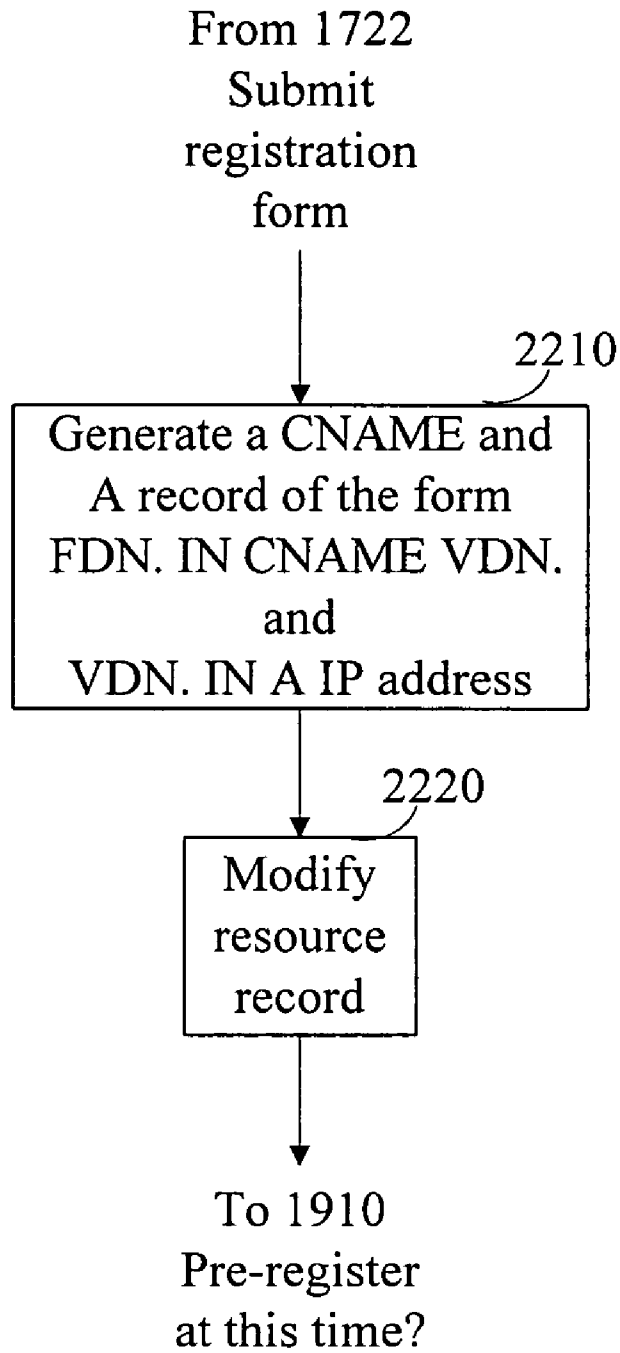 From 1722
Submit
registration
form
2210
Generate a CNAME and
A record of the form
FDN. IN CNAME VDN.
and
VDN. IN A IP address
2220
Modify
resource
record
To 1910
Pre-register
at this time?